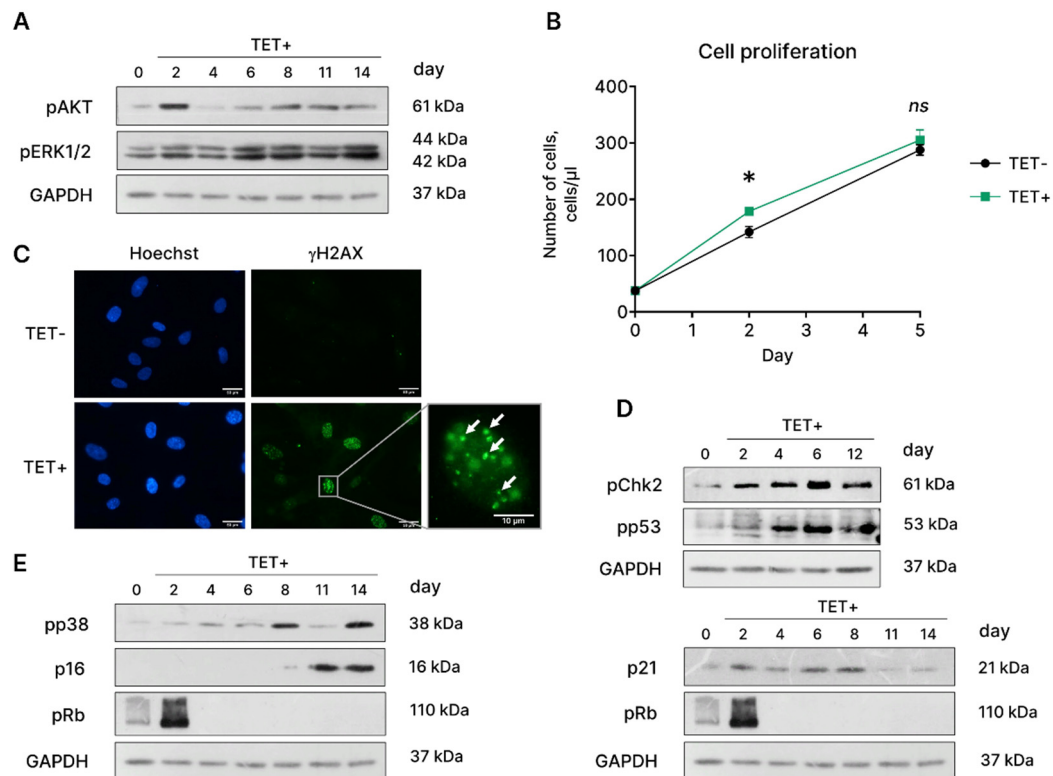 A
TET+
0 2 4 6 8 11 14 day
pAKT 61 kDa
pERK1/2 44 kDa
42 kDa
GAPDH 37 kDa
B
Cell proliferation
Number of cells,
cells/µl
400
300
200
100
0
0 1 2 3 4 5
Day
*
ns
TET-
TET+
C
Hoechst γH2AX
TET-
TET+
10 µm
D
TET+
0 2 4 6 12 day
pChk2 61 kDa
pp53 53 kDa
GAPDH 37 kDa
TET+
0 2 4 6 8 11 14 day
p21 21 kDa
pRb 110 kDa
GAPDH 37 kDa
E
TET+
0 2 4 6 8 11 14 day
pp38 38 kDa
p16 16 kDa
pRb 110 kDa
GAPDH 37 kDa